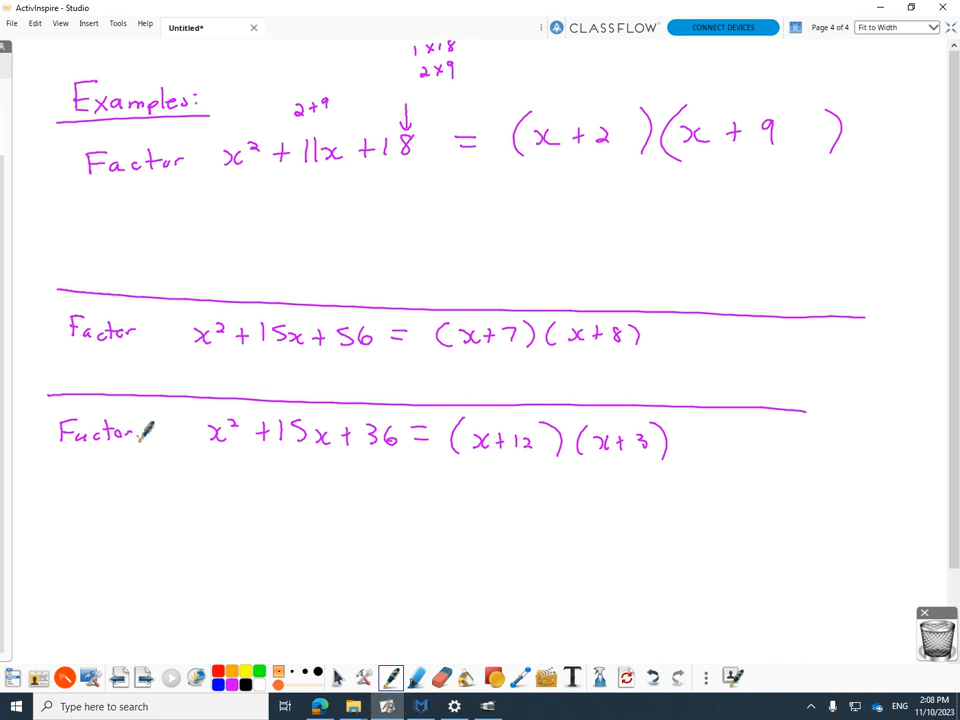 ActivInspire - Studio
File Edit View Insert Tools Help
Untitled*
CLASSFLOW
CONNECT DEVICES
Page 4 of 4
Fit to Width
1 x 18
2 x 9
Examples:
2 + 9
Factor x² + 11x + 18 = (x + 2)(x + 9)
Factor x² + 15x + 56 = (x + 7)(x + 8)
Factor. x² + 15x + 36 = (x + 12)(x + 3)
Type here to search
ENG
2:08 PM
11/10/2023